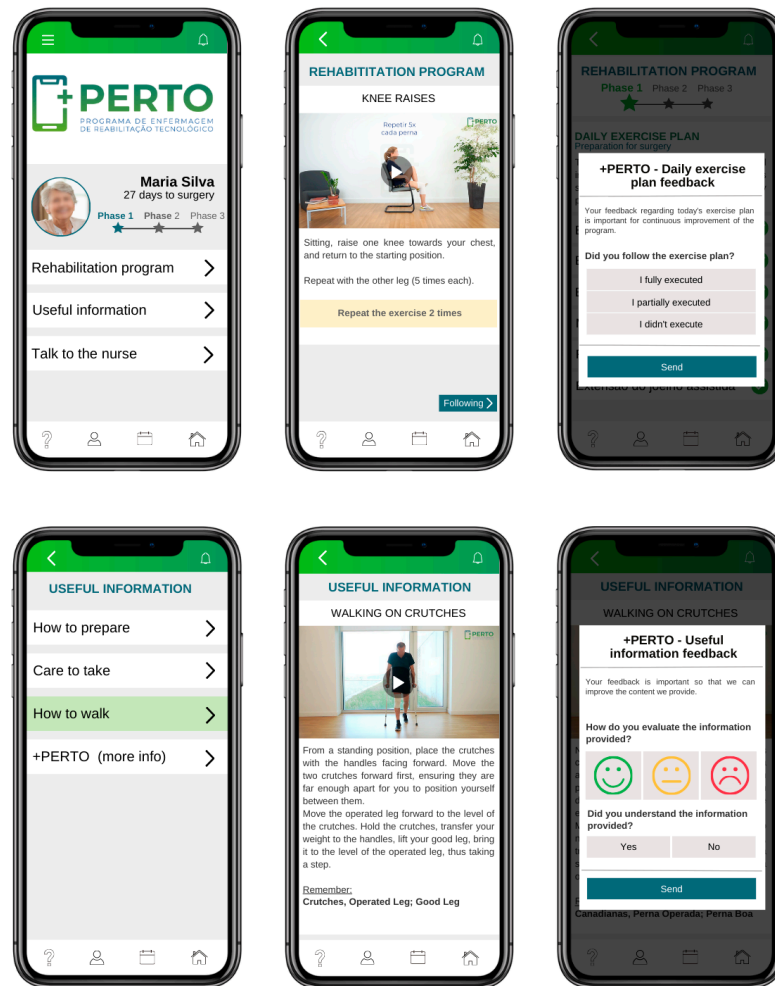 +PERTO
PROGRAMA DE ENFERMAGEM
DE REABILITAÇÃO TECNOLÓGICO
Maria Silva
27 days to surgery
Phase 1 Phase 2 Phase 3
Rehabilitation program
Useful information
Talk to the nurse
REHABITITATION PROGRAM
KNEE RAISES
Repetir 5x
cada perna
+PERTO
Sitting, raise one knee towards your chest,
and return to the starting position.
Repeat with the other leg (5 times each).
Repeat the exercise 2 times
Following
REHABILITATION PROGRAM
Phase 1 Phase 2 Phase 3
DAILY EXERCISE PLAN
Preparation for surgery
+PERTO - Daily exercise
plan feedback
Your feedback regarding today's exercise plan
is important for continuous improvement of the
program.
Did you follow the exercise plan?
I fully executed
I partially executed
I didn't execute
Send
Extensão do joelho assistida
USEFUL INFORMATION
How to prepare
Care to take
How to walk
+PERTO (more info)
USEFUL INFORMATION
WALKING ON CRUTCHES
+PERTO
From a standing position, place the crutches
with the handles facing forward. Move the
two crutches forward first, ensuring they are
far enough apart for you to position yourself
between them.
Move the operated leg forward to the level of
the crutches. Hold the crutches, transfer your
weight to the handles, lift your good leg, bring
it to the level of the operated leg, thus taking
a step.
Remember:
Crutches, Operated Leg; Good Leg
USEFUL INFORMATION
WALKING ON CRUTCHES
+PERTO - Useful
information feedback
Your feedback is important so that we can
improve the content we provide.
How do you evaluate the information
provided?
Did you understand the information
provided?
Yes No
Send
Canadianas, Perna Operada; Perna Boa